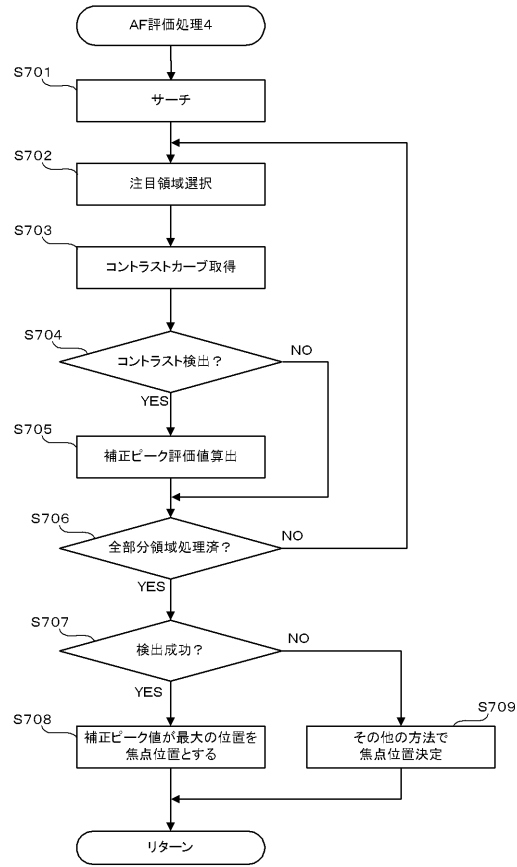 AF評価処理4
S701
サーチ
S702
注目領域選択
S703
コントラストカーブ取得
S704
コントラスト検出?
NO
YES
S705
補正ピーク評価値算出
S706
全部分領域処理済?
NO
YES
S707
検出成功?
NO
YES
S708
補正ピーク値が最大の位置を
焦点位置とする
S709
その他の方法で
焦点位置決定
リターン